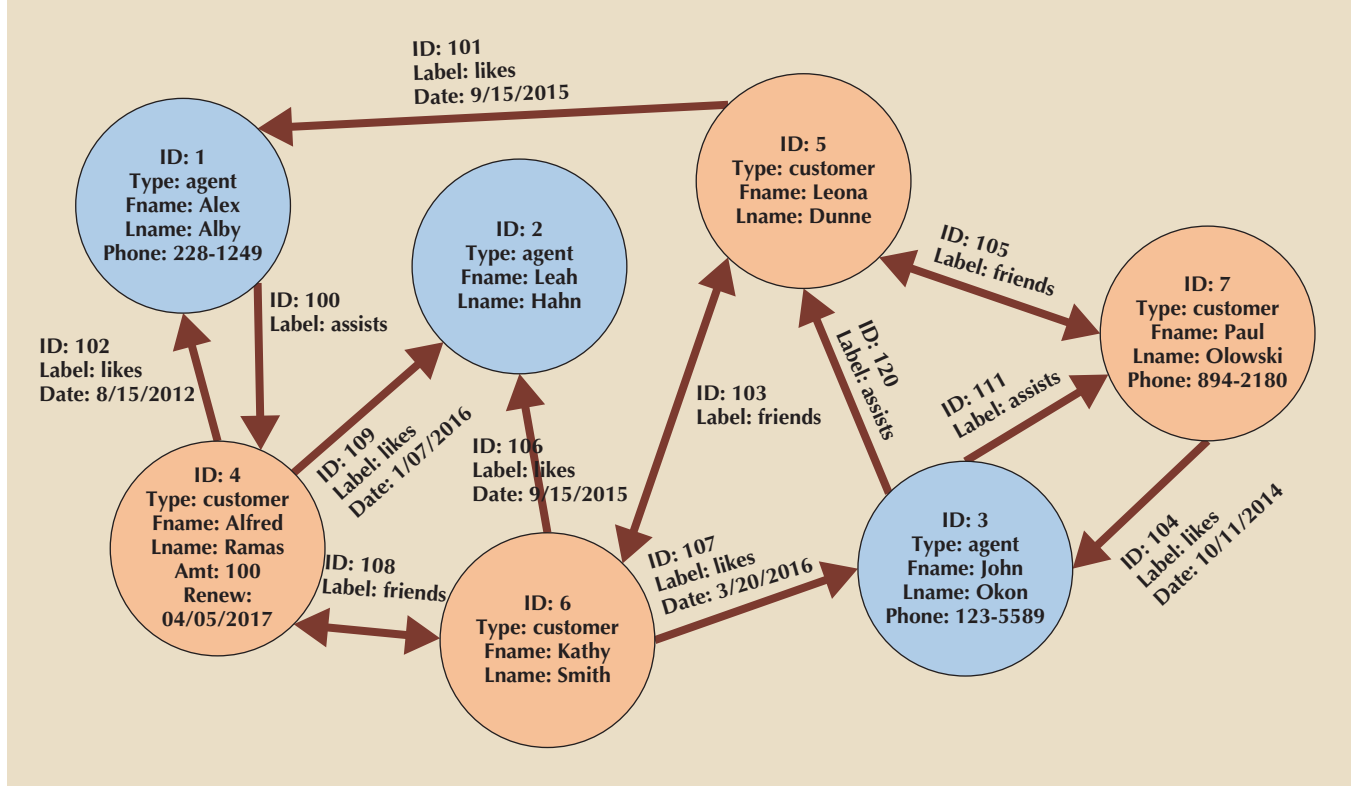 ID: 101
Label: likes
Date: 9/15/2015
ID: 1
Type: agent
Fname: Alex
Lname: Alby
Phone: 228-1249
ID: 2
Type: agent
Fname: Leah
Lname: Hahn
ID: 5
Type: customer
Fname: Leona
Lname: Dunne
ID: 105
Label: friends
ID: 7
Type: customer
Fname: Paul
Lname: Olowski
Phone: 894-2180
ID: 100
Label: assists
ID: 102
Label: likes
Date: 8/15/2012
ID: 109
Label: likes
Date: 1/07/2016
ID: 106
Label: likes
Date: 9/15/2015
ID: 103
Label: friends
ID: 120
Label: assists
ID: 111
Label: assists
ID: 4
Type: customer
Fname: Alfred
Lname: Ramas
Amt: 100
Renew:
04/05/2017
ID: 108
Label: friends
ID: 6
Type: customer
Fname: Kathy
Lname: Smith
ID: 107
Label: likes
Date: 3/20/2016
ID: 3
Type: agent
Fname: John
Lname: Okon
Phone: 123-5589
ID: 104
Label: likes
Date: 10/11/2014